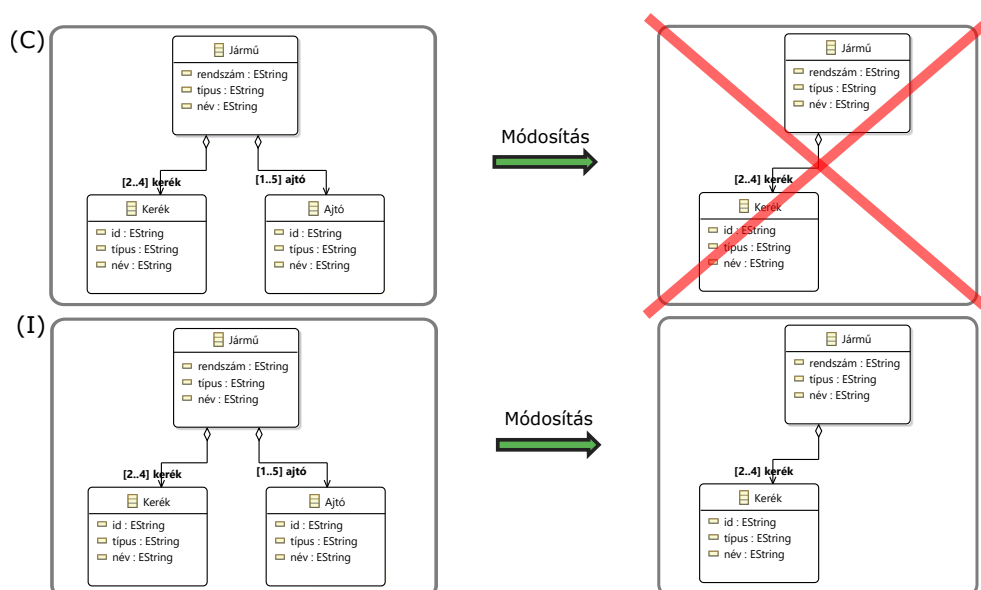 (C)
Jármű
rendszám : EString
típus : EString
név : EString
[2..4] kerék
[1..5] ajtó
Kerék
id : EString
típus : EString
név : EString
Ajtó
id : EString
típus : EString
név : EString
Módosítás
Jármű
rendszám : EString
típus : EString
név : EString
[2..4] kerék
Kerék
id : EString
típus : EString
név : EString
(I)
Jármű
rendszám : EString
típus : EString
név : EString
[2..4] kerék
[1..5] ajtó
Kerék
id : EString
típus : EString
név : EString
Ajtó
id : EString
típus : EString
név : EString
Módosítás
Jármű
rendszám : EString
típus : EString
név : EString
[2..4] kerék
Kerék
id : EString
típus : EString
név : EString